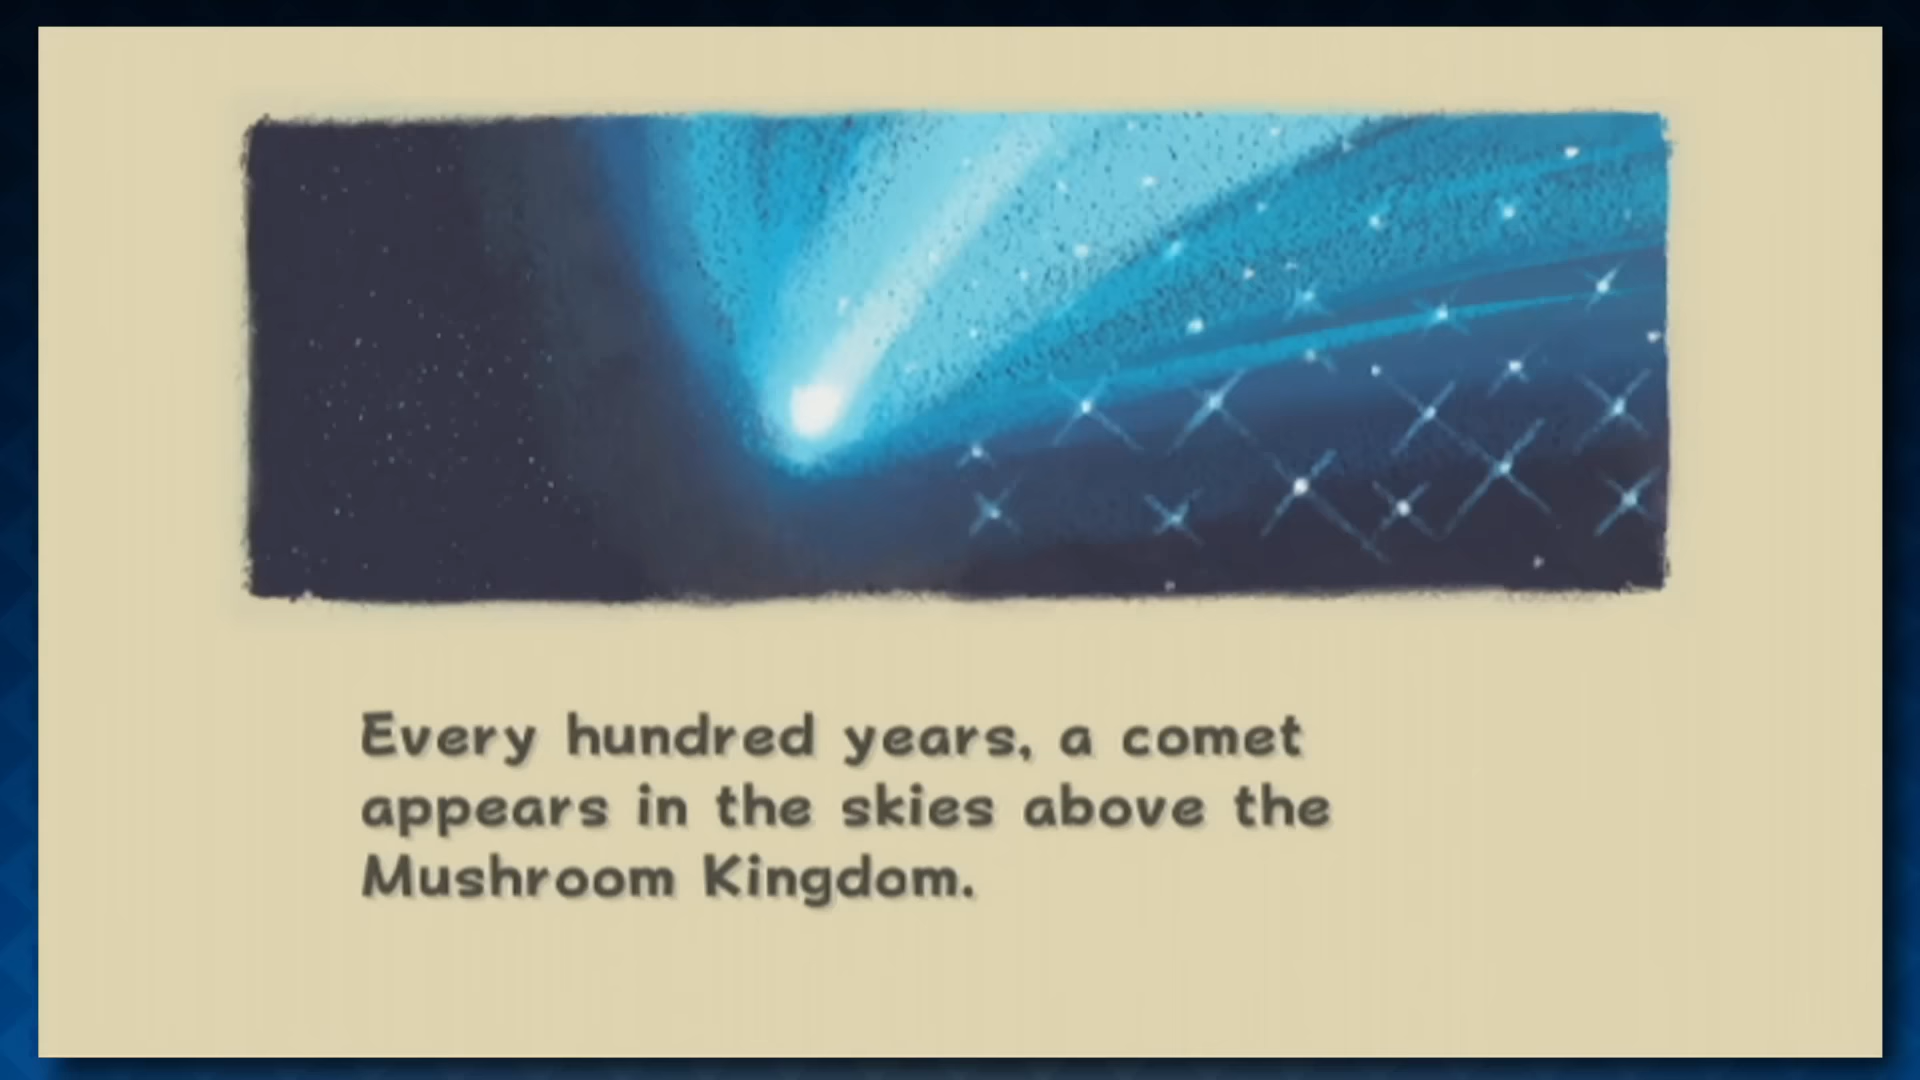 Every hundred years, a comet
appears in the skies above the
Mushroom Kingdom.